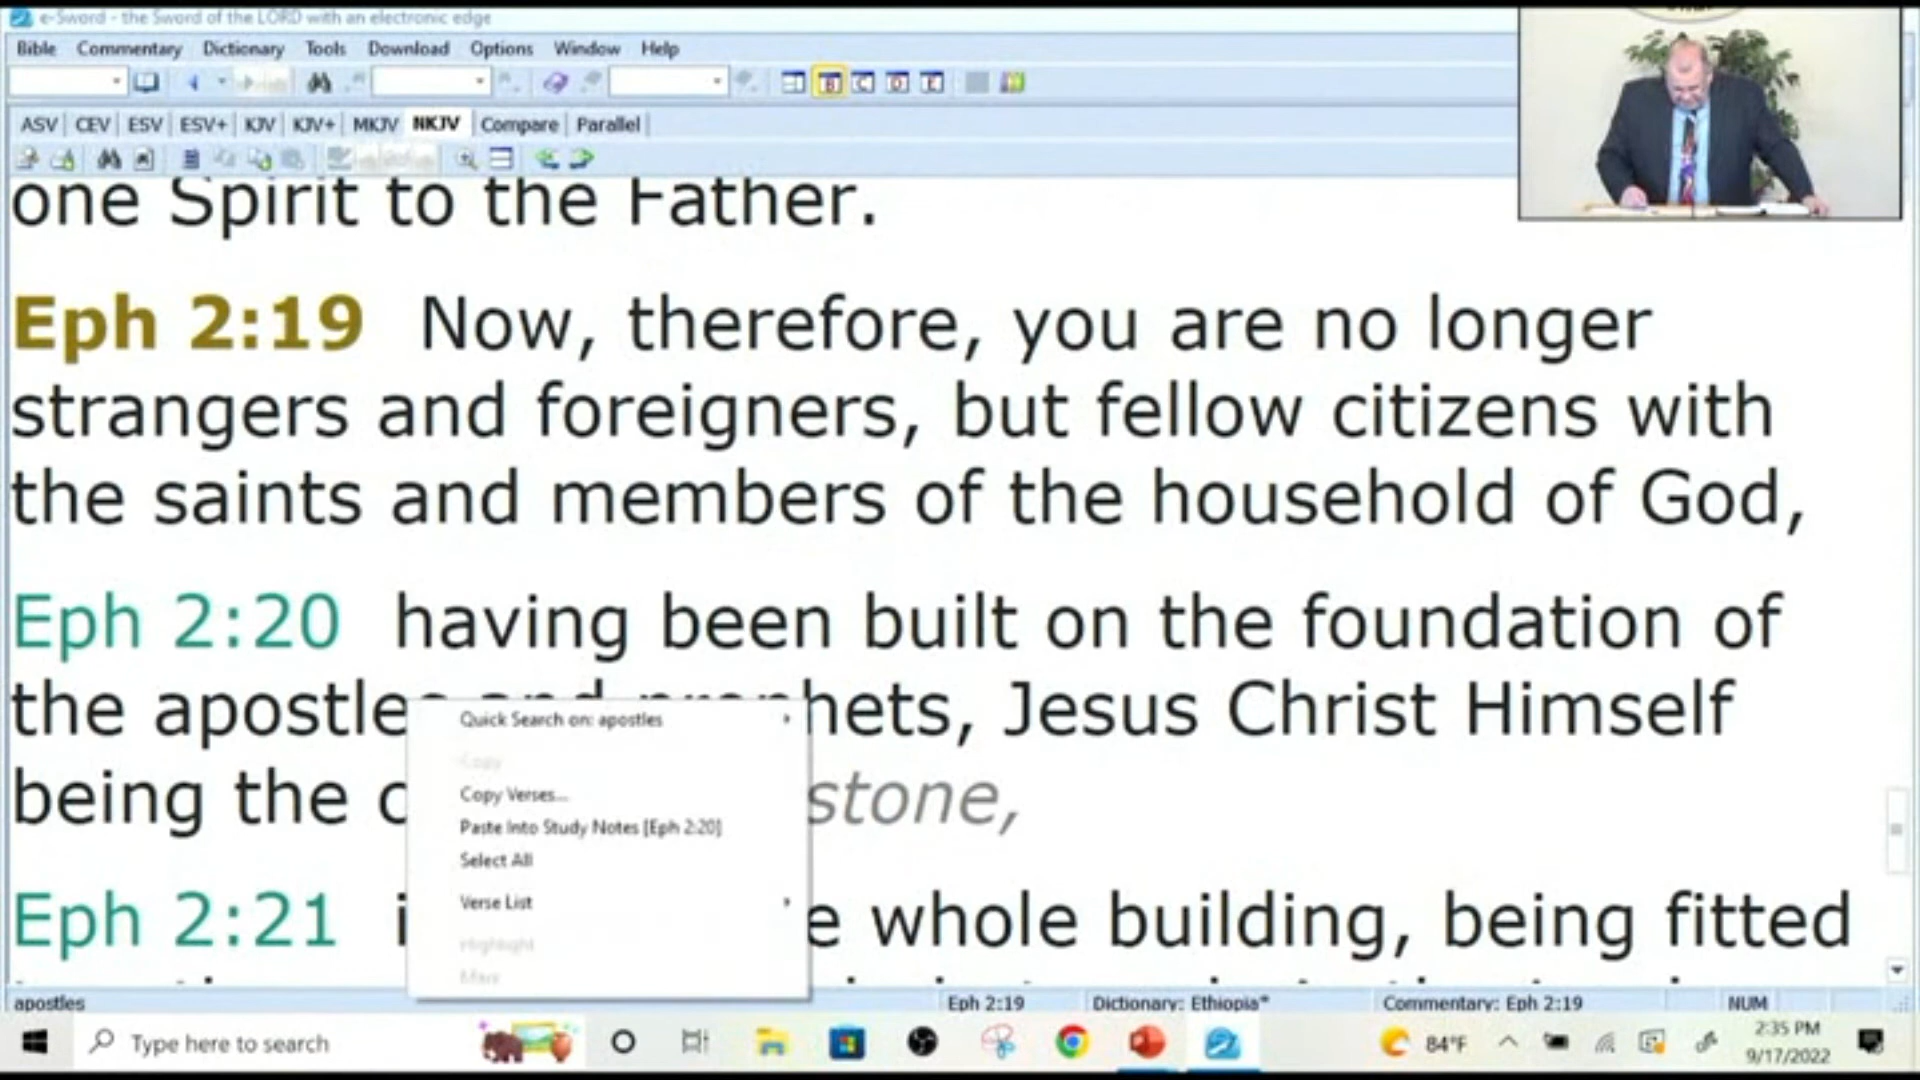 e-Sword - the Sword of the LORD with an electronic edge
Bible Commentary Dictionary Tools Download Options Window Help
B C D E
ASV CEV ESV ESV+ KJV KJV+ MKJV NKJV Compare Parallel
one Spirit to the Father.
Eph 2:19 Now, therefore, you are no longer
strangers and foreigners, but fellow citizens with
the saints and members of the household of God,
Eph 2:20 having been built on the foundation of
the apostles and prophets, Jesus Christ Himself
being the c stone,
Eph 2:21 i e whole building, being fitted
Quick Search on: apostles
Copy
Copy Verses...
Paste Into Study Notes [Eph 2:20]
Select All
Verse List
Highlight
apostles Eph 2:19 Dictionary: Ethiopia* Commentary: Eph 2:19 NUM
Type here to search 84°F 2:35 PM
9/17/2022